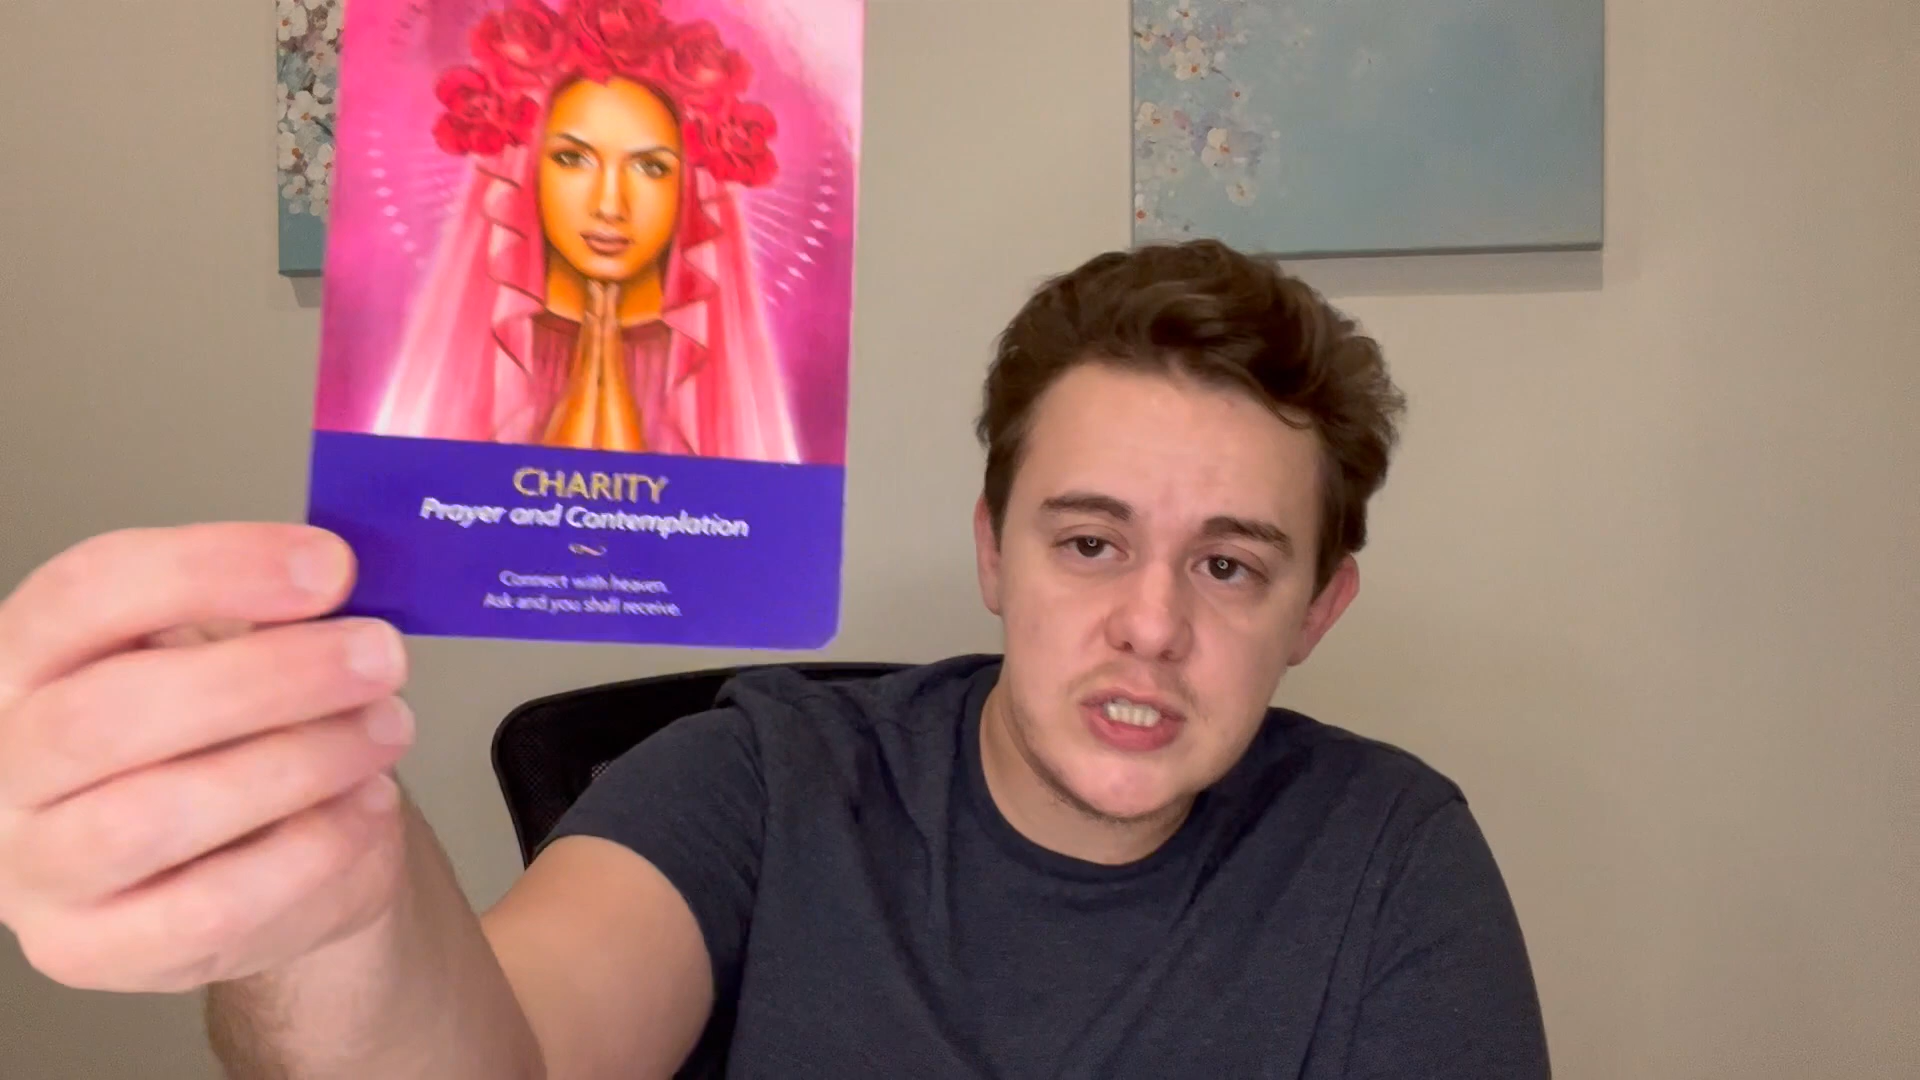 CHARITY
Prayer and Contemplation
Connect with heaven.
Ask and you shall receive.